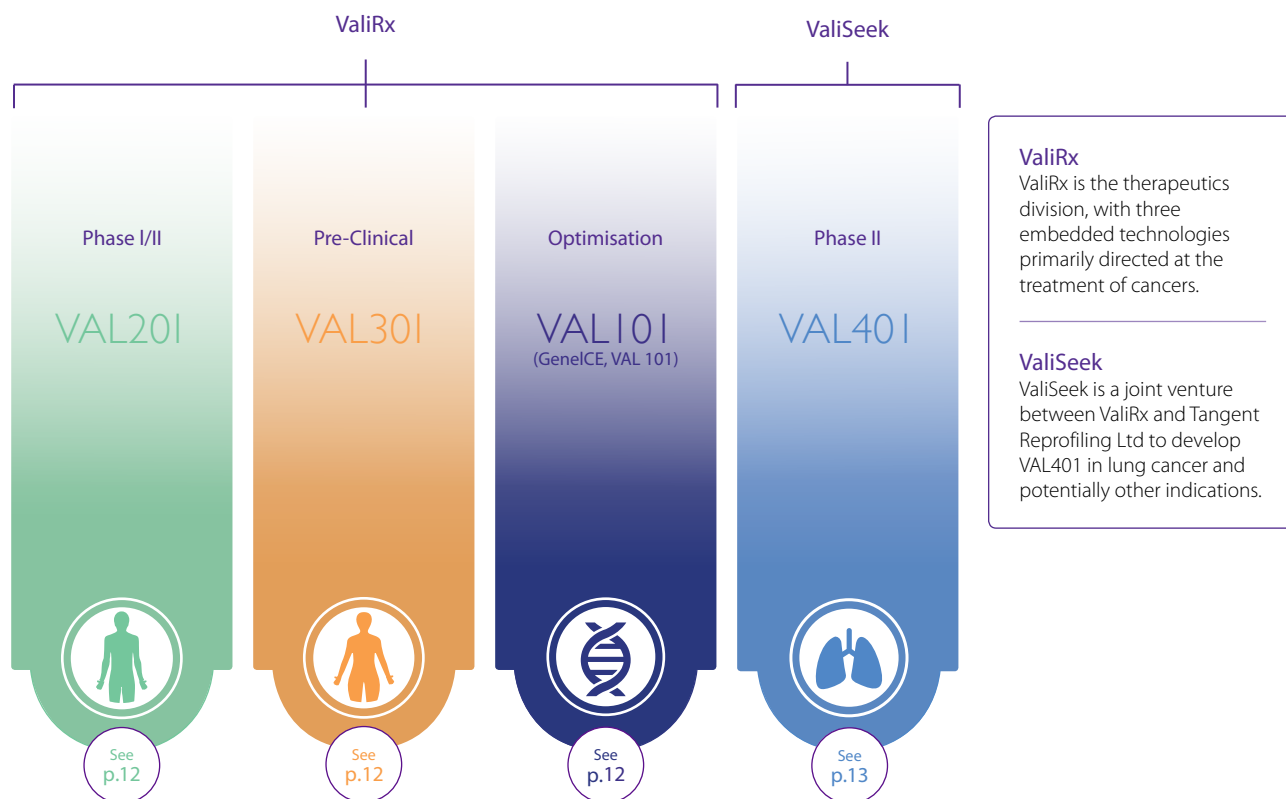 ValiRx
ValiSeek
Phase I/II
Pre-Clinical
Optimisation
Phase II
VAL201
VAL301
VAL101
(GeneICE, VAL 101)
VAL401
See
p.12
See
p.12
See
p.12
See
p.13
ValiRx
ValiRx is the therapeutics
division, with three
embedded technologies
primarily directed at the
treatment of cancers.
ValiSeek
ValiSeek is a joint venture
between ValiRx and Tangent
Reprofiling Ltd to develop
VAL401 in lung cancer and
potentially other indications.